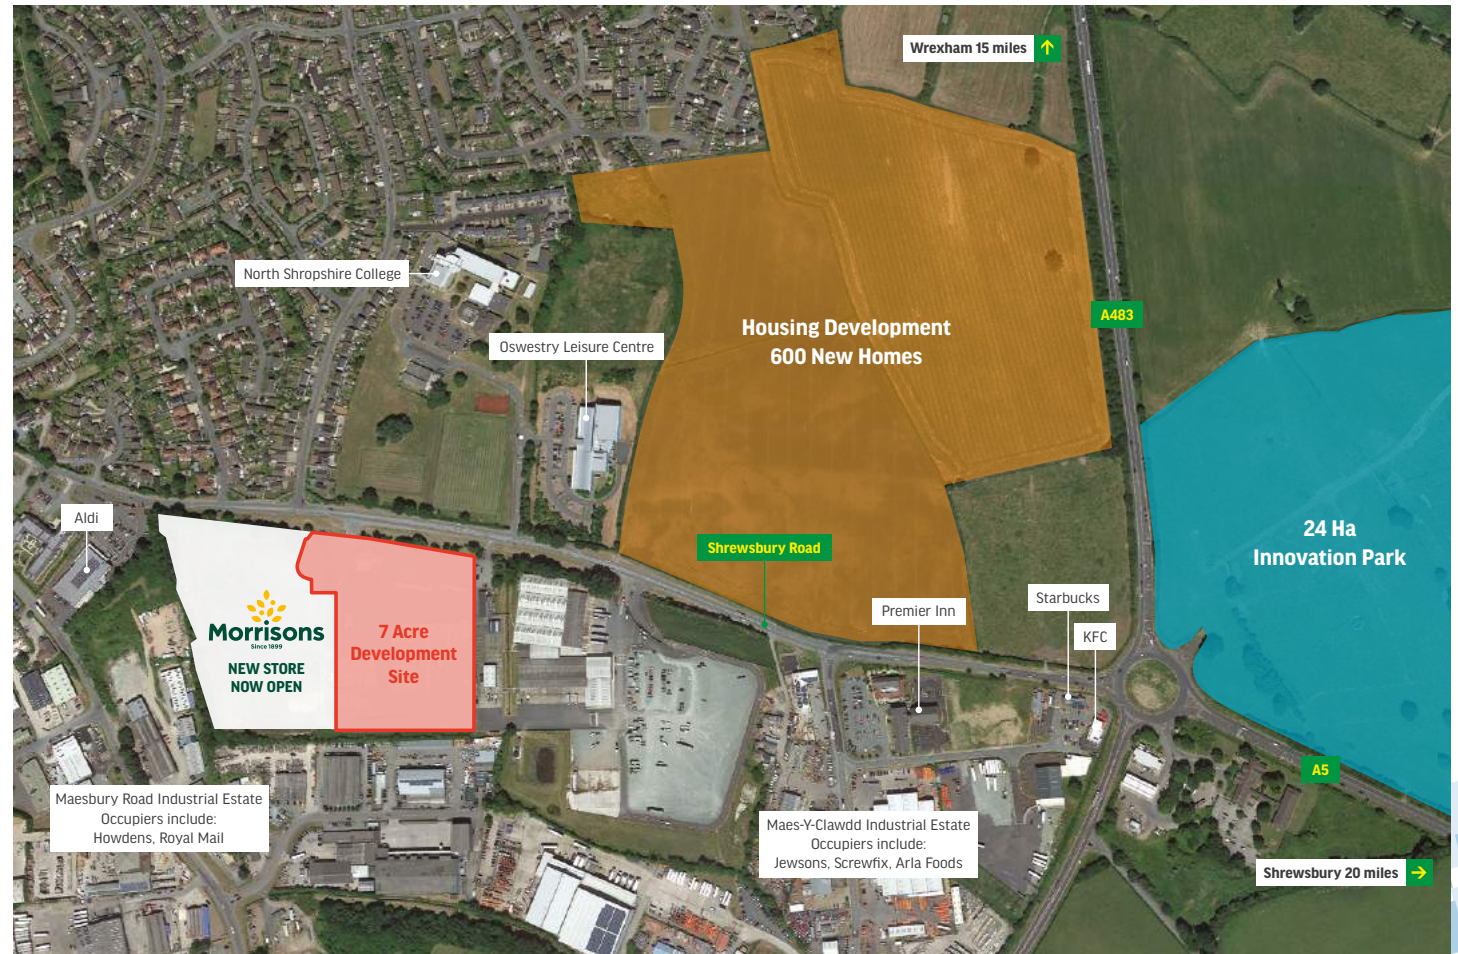 Wrexham 15 miles
North Shropshire College
A483
Housing Development
600 New Homes
Oswestry Leisure Centre
Aldi
24 Ha
Innovation Park
Shrewsbury Road
Starbucks
Premier Inn
KFC
Morrisons
Since 1899
NEW STORE
NOW OPEN
7 Acre
Development
Site
A5
Maesbury Road Industrial Estate
Occupiers include:
Howdens, Royal Mail
Maes-Y-Clawdd Industrial Estate
Occupiers include:
Jewsons, Screwfix, Arla Foods
Shrewsbury 20 miles